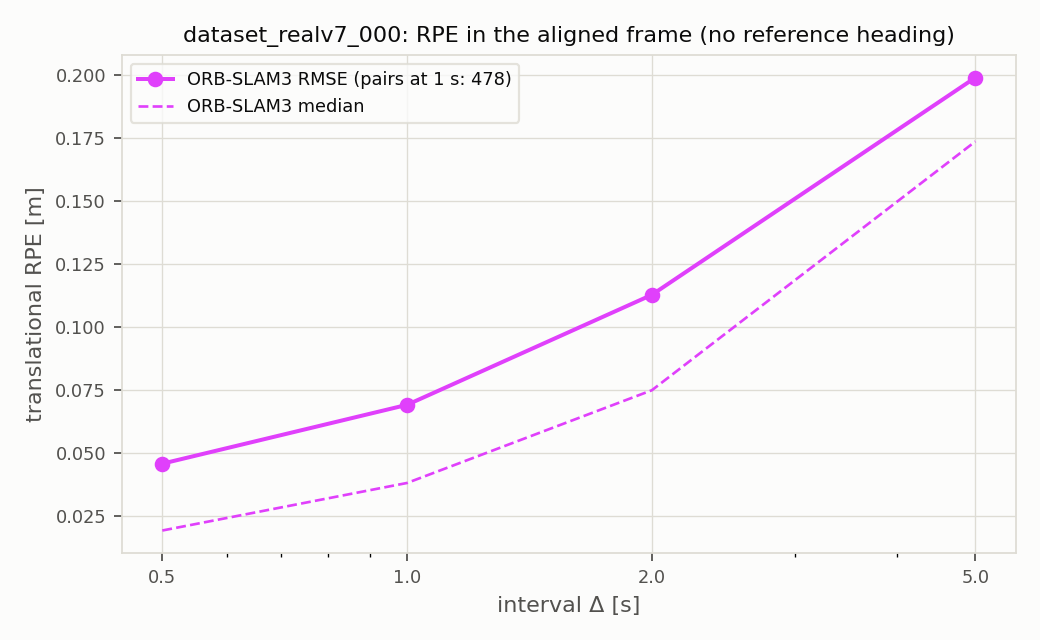 dataset_realv7_000: RPE in the aligned frame (no reference heading)
ORB-SLAM3 RMSE (pairs at 1 s: 478)
ORB-SLAM3 median
translational RPE [m]
0.200
0.175
0.150
0.125
0.100
0.075
0.050
0.025
0.5
1.0
2.0
5.0
interval Δ [s]